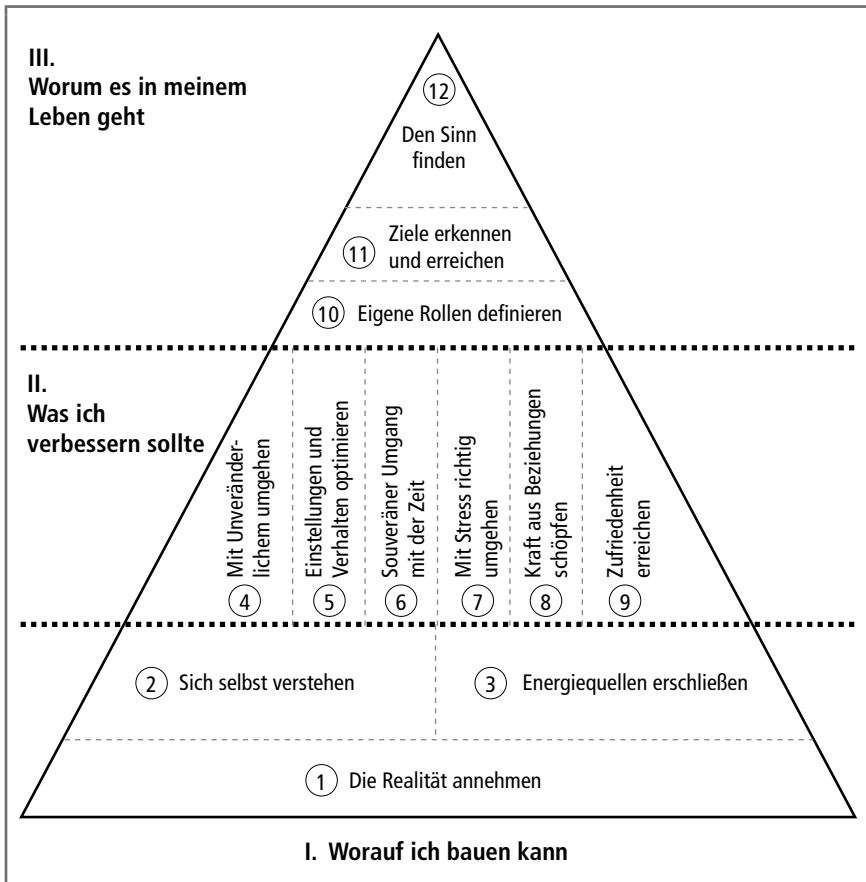 III.
Worum es in meinem
Leben geht
12
Den Sinn
finden
11
Ziele erkennen
und erreichen
10 Eigene Rollen definieren
II.
Was ich
verbessern sollte
Mit Unveränder-
lichem umgehen
4
Einstellungen und
Verhalten optimieren
5
Souveräner Umgang
mit der Zeit
6
Mit Stress richtig
umgehen
7
Kraft aus Beziehungen
schöpfen
8
Zufriedenheit
erreichen
9
2 Sich selbst verstehen
3 Energiequellen erschließen
1 Die Realität annehmen
I. Worauf ich bauen kann